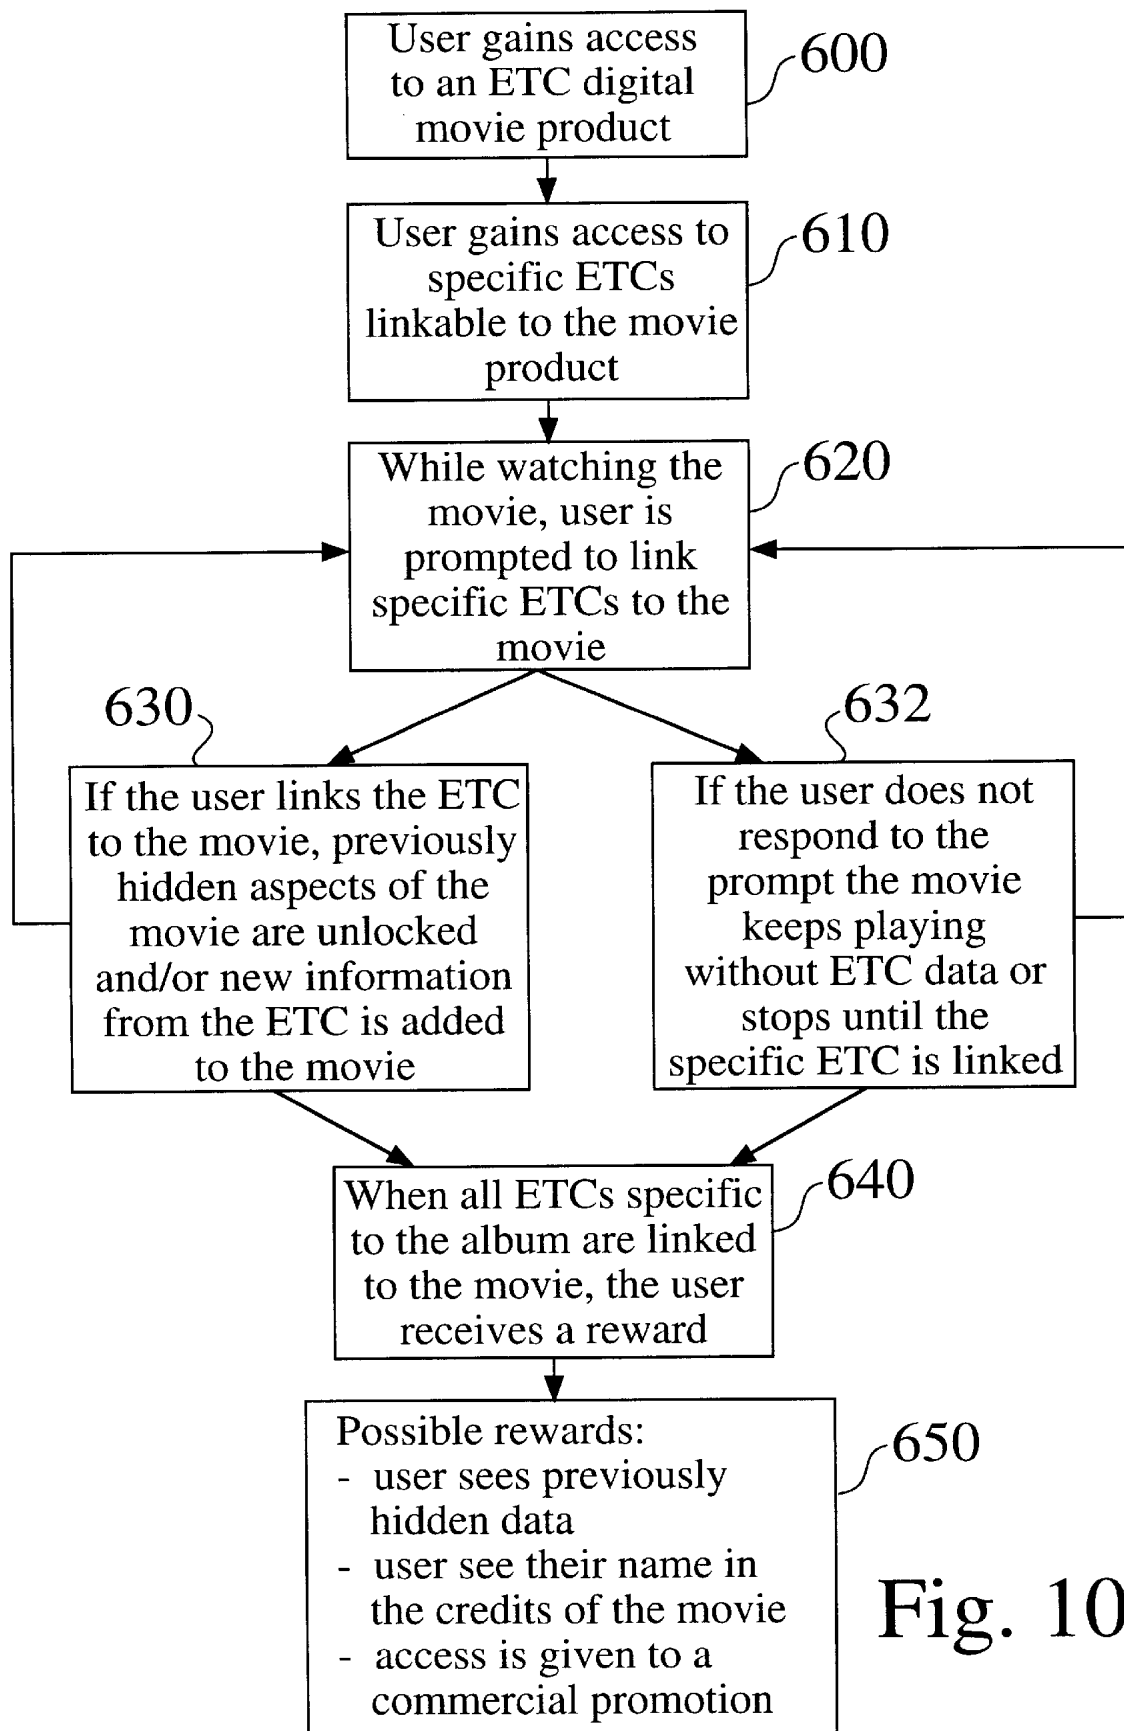 User gains access
to an ETC digital
movie product
600
User gains access to
specific ETCs
linkable to the movie
product
610
While watching the
movie, user is
prompted to link
specific ETCs to the
movie
620
630
If the user links the ETC
to the movie, previously
hidden aspects of the
movie are unlocked
and/or new information
from the ETC is added
to the movie
632
If the user does not
respond to the
prompt the movie
keeps playing
without ETC data or
stops until the
specific ETC is linked
When all ETCs specific
to the album are linked
to the movie, the user
receives a reward
640
Possible rewards:
- user sees previously
hidden data
- user see their name in
the credits of the movie
- access is given to a
commercial promotion
650
Fig. 10